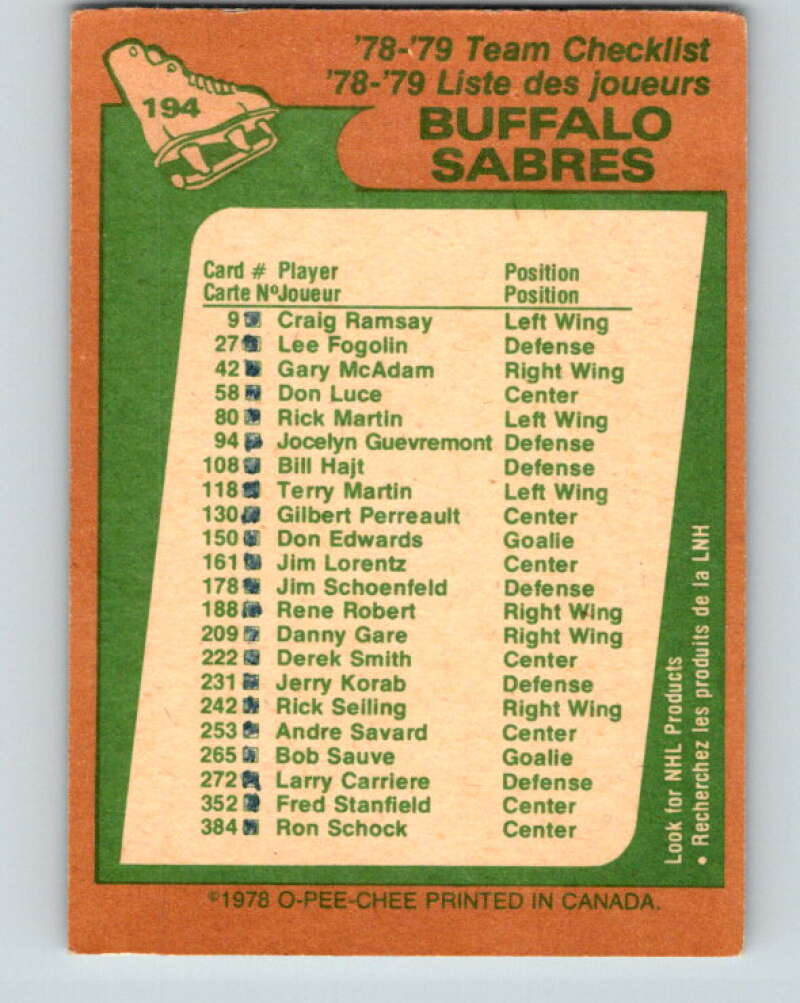 194
'78-'79 Team Checklist
'78-'79 Liste des joueurs
BUFFALO
SABRES
Card # Player Position
Carte Nº Joueur Position
9 Craig Ramsay Left Wing
27 Lee Fogolin Defense
42 Gary McAdam Right Wing
58 Don Luce Center
80 Rick Martin Left Wing
94 Jocelyn Guevremont Defense
108 Bill Hajt Defense
118 Terry Martin Left Wing
130 Gilbert Perreault Center
150 Don Edwards Goalie
161 Jim Lorentz Center
178 Jim Schoenfeld Defense
188 Rene Robert Right Wing
209 Danny Gare Right Wing
222 Derek Smith Center
231 Jerry Korab Defense
242 Rick Seiling Right Wing
253 Andre Savard Center
265 Bob Sauve Goalie
272 Larry Carriere Defense
352 Fred Stanfield Center
384 Ron Schock Center
Look for NHL Products
• Recherchez les produits de la LNH
©1978 O-PEE-CHEE PRINTED IN CANADA.